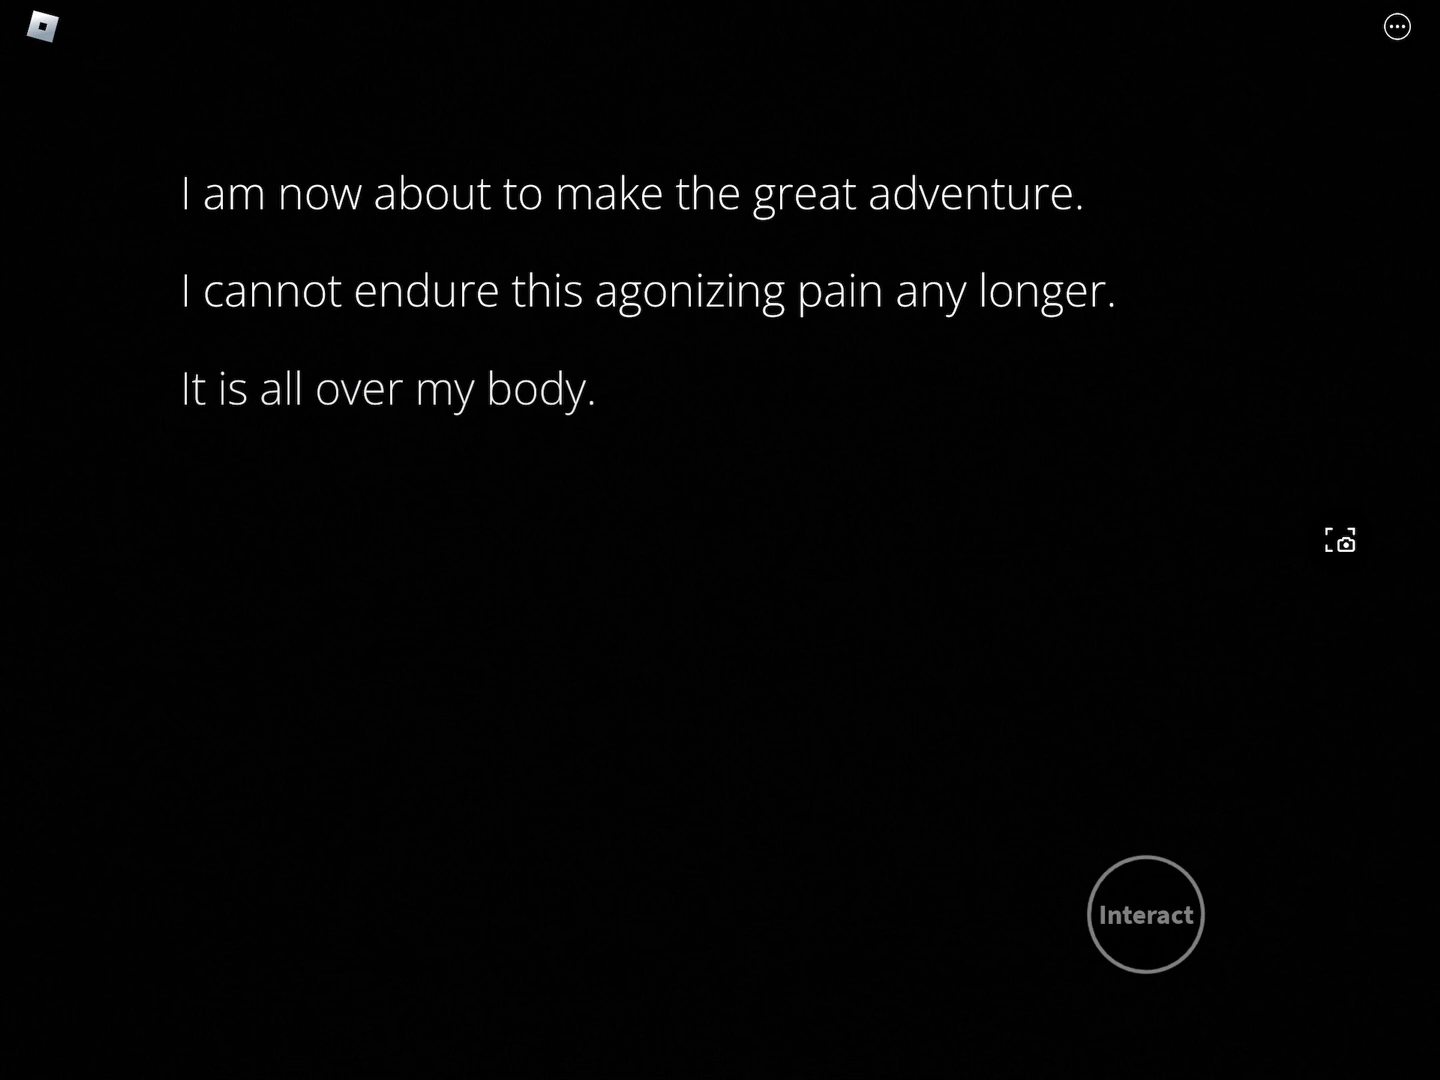 I am now about to make the great adventure.
I cannot endure this agonizing pain any longer.
It is all over my body.
Interact